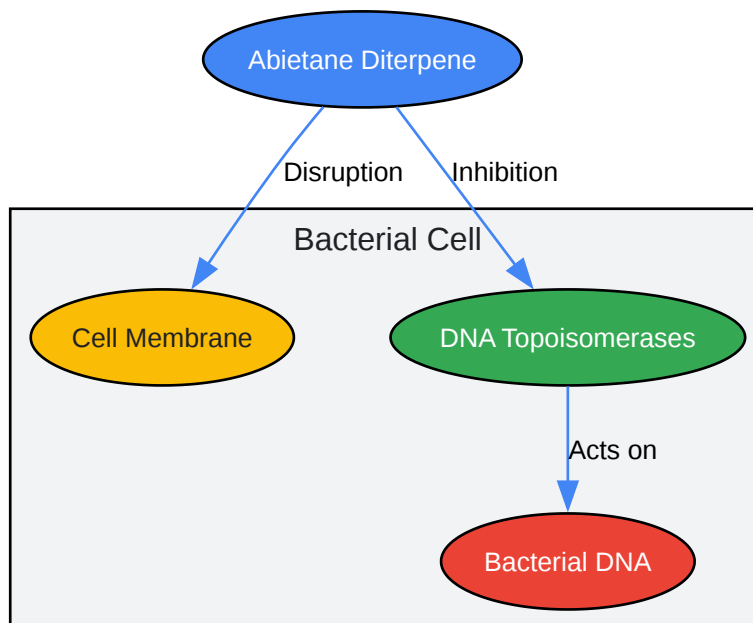 Abietane Diterpene
Disruption
Inhibition
Bacterial Cell
Cell Membrane
DNA Topoisomerases
Acts on
Bacterial DNA